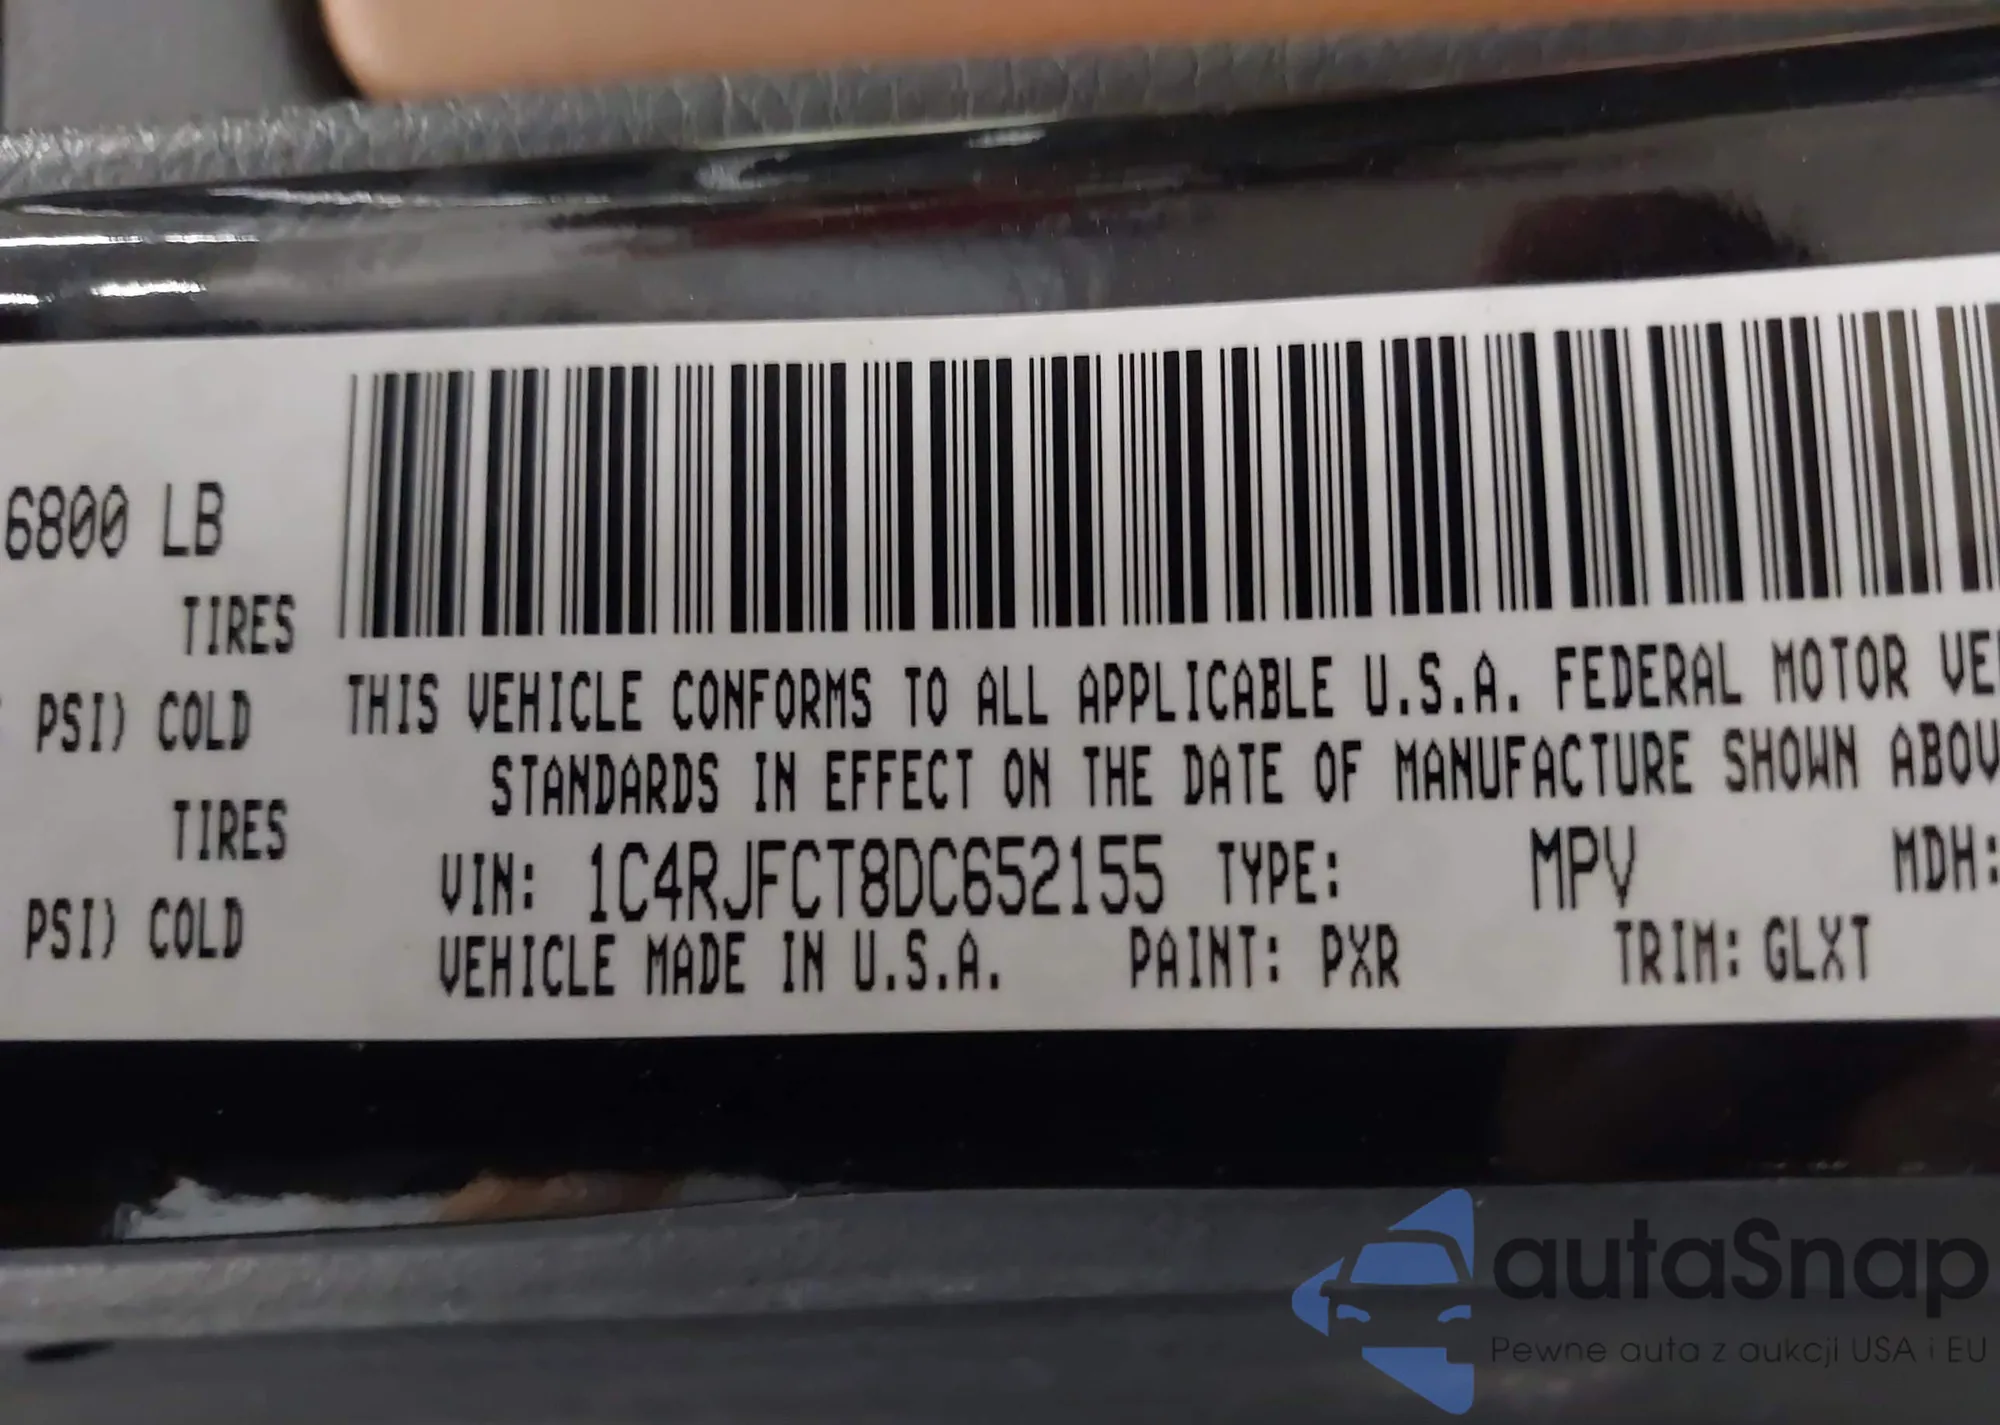 6800 LB
TIRES
PSI) COLD
TIRES
PSI) COLD
THIS VEHICLE CONFORMS TO ALL APPLICABLE U.S.A. FEDERAL MOTOR VE
STANDARDS IN EFFECT ON THE DATE OF MANUFACTURE SHOWN ABOV
VIN: 1C4RJFCT8DC652155 TYPE: MPV MDH:
VEHICLE MADE IN U.S.A. PAINT: PXR TRIM: GLXT
autaSnap
Pewne auta z aukcji USA i EU